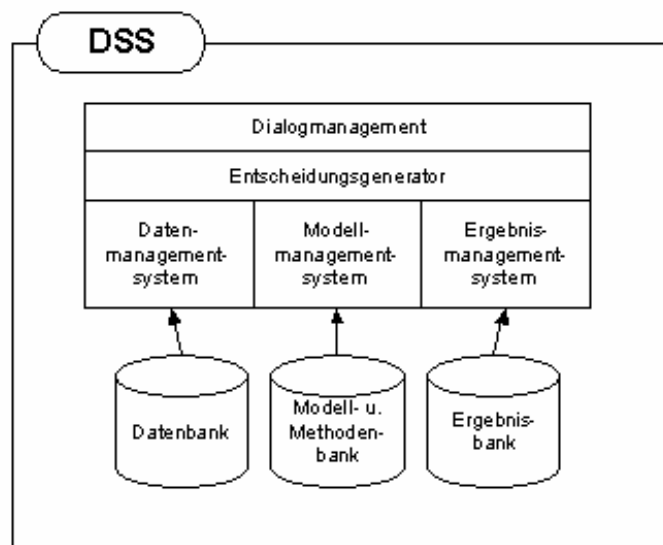 DSS
Dialogmanagement
Entscheidungsgenerator
Daten-
management-
system
Modell-
management-
system
Ergebnis-
management-
system
Datenbank
Modell- u.
Methoden-
bank
Ergebnis-
bank